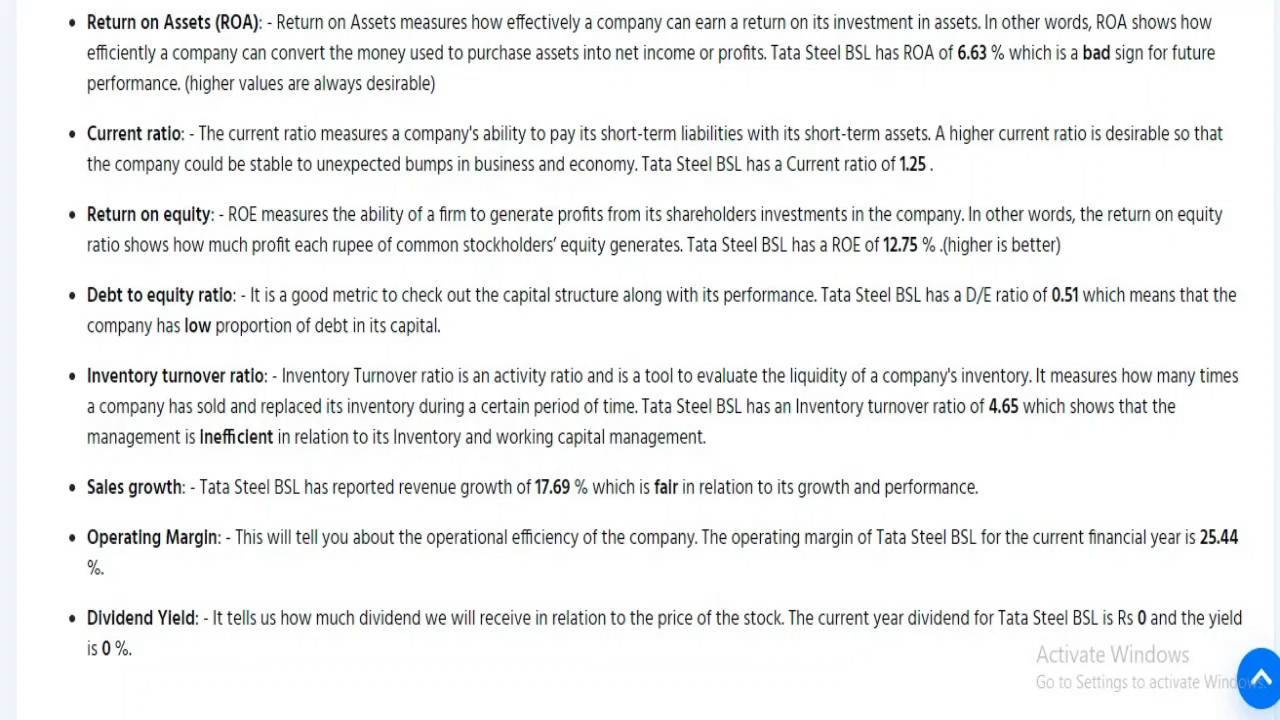 Return on Assets (ROA): - Return on Assets measures how effectively a company can earn a return on its investment in assets. In other words, ROA shows how
efficiently a company can convert the money used to purchase assets into net income or profits. Tata Steel BSL has ROA of 6.63 % which is a bad sign for future
performance. (higher values are always desirable)
Current ratio: - The current ratio measures a company's ability to pay its short-term liabilities with its short-term assets. A higher current ratio is desirable so that
the company could be stable to unexpected bumps in business and economy. Tata Steel BSL has a Current ratio of 1.25 .
Return on equity: - ROE measures the ability of a firm to generate profits from its shareholders investments in the company. In other words, the return on equity
ratio shows how much profit each rupee of common stockholders’ equity generates. Tata Steel BSL has a ROE of 12.75 % .(higher is better)
Debt to equity ratio: - It is a good metric to check out the capital structure along with its performance. Tata Steel BSL has a D/E ratio of 0.51 which means that the
company has low proportion of debt in its capital.
Inventory turnover ratio: - Inventory Turnover ratio is an activity ratio and is a tool to evaluate the liquidity of a company's inventory. It measures how many times
a company has sold and replaced its inventory during a certain period of time. Tata Steel BSL has an Inventory turnover ratio of 4.65 which shows that the
management is Inefficient in relation to its Inventory and working capital management.
Sales growth: - Tata Steel BSL has reported revenue growth of 17.69 % which is fair in relation to its growth and performance.
Operating Margin: - This will tell you about the operational efficiency of the company. The operating margin of Tata Steel BSL for the current financial year is 25.44
%.
Dividend Yield: - It tells us how much dividend we will receive in relation to the price of the stock. The current year dividend for Tata Steel BSL is Rs 0 and the yield
is 0 %.
Activate Windows
Go to Settings to activate Windows.